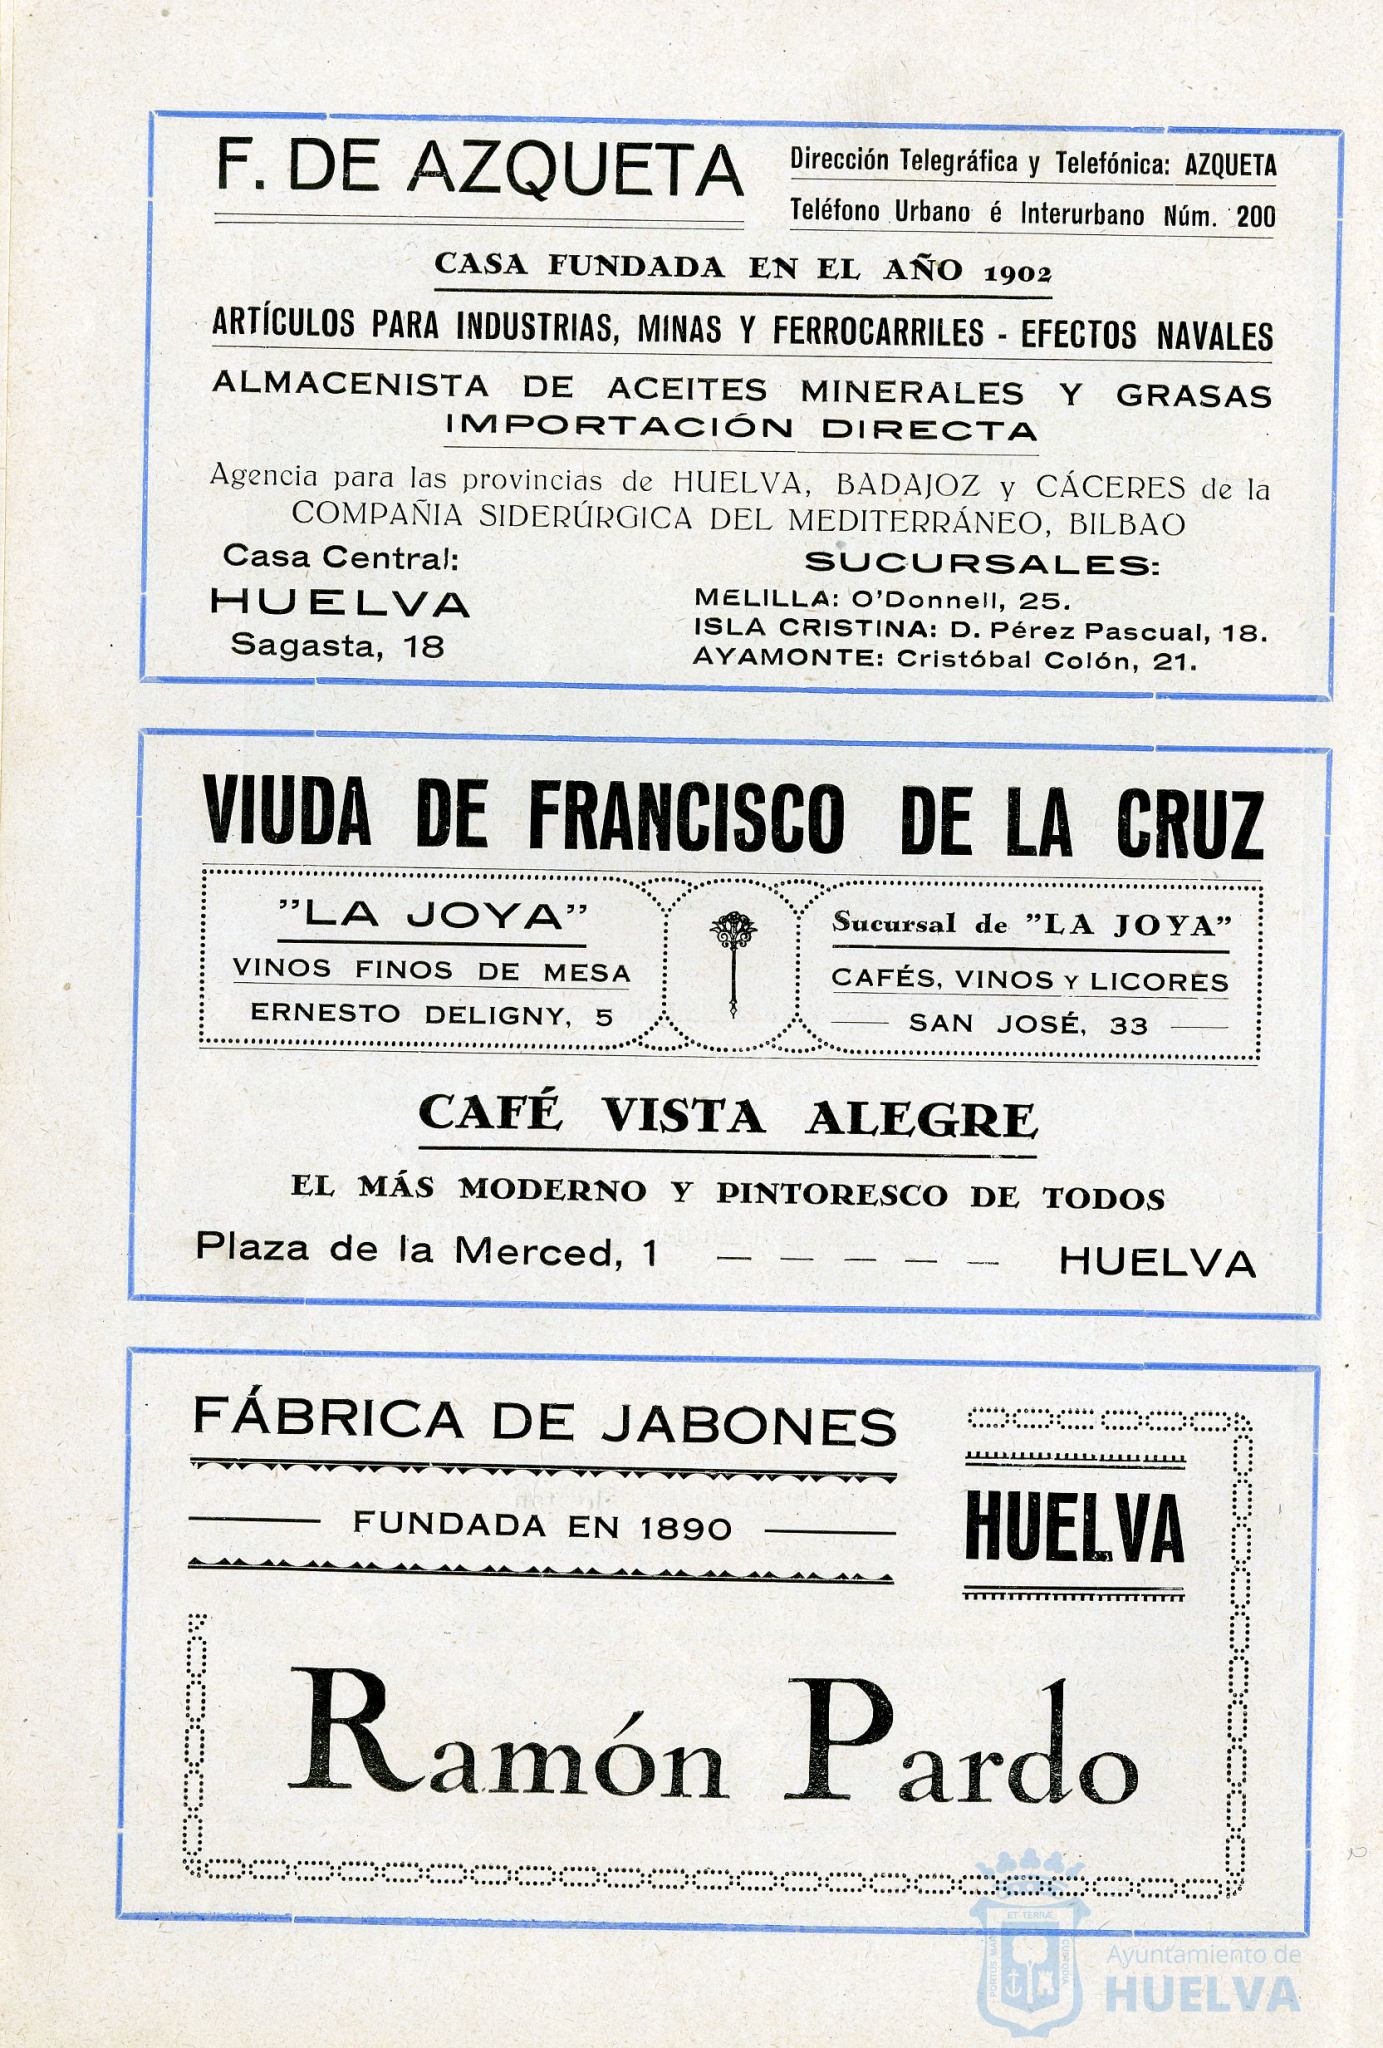 F. DE AZQUETA
Dirección Telegráfica y Telefónica: AZQUETA
Teléfono Urbano é Interurbano Núm. 200
CASA FUNDADA EN EL AÑO 1902
ARTÍCULOS PARA INDUSTRIAS, MINAS Y FERROCARRILES - EFECTOS NAVALES
ALMACENISTA DE ACEITES MINERALES Y GRASAS
IMPORTACIÓN DIRECTA
Agencia para las provincias de HUELVA, BADAJOZ y CÁCERES de la
COMPAÑIA SIDERÚRGICA DEL MEDITERRÁNEO, BILBAO
Casa Central:
HUELVA
Sagasta, 18
SUCURSALES:
MELILLA: O'Donnell, 25.
ISLA CRISTINA: D. Pérez Pascual, 18.
AYAMONTE: Cristóbal Colón, 21.
VIUDA DE FRANCISCO DE LA CRUZ
"LA JOYA"
VINOS FINOS DE MESA
ERNESTO DELIGNY, 5
Sucursal de "LA JOYA"
CAFÉS, VINOS Y LICORES
SAN JOSÉ, 33
CAFÉ VISTA ALEGRE
EL MÁS MODERNO Y PINTORESCO DE TODOS
Plaza de la Merced, 1 — — — — — HUELVA
FÁBRICA DE JABONES
FUNDADA EN 1890
HUELVA
Ramón Pardo
ET TERRÆ
PORTUS MARIS
CUSTODIA
Ayuntamiento de
HUELVA